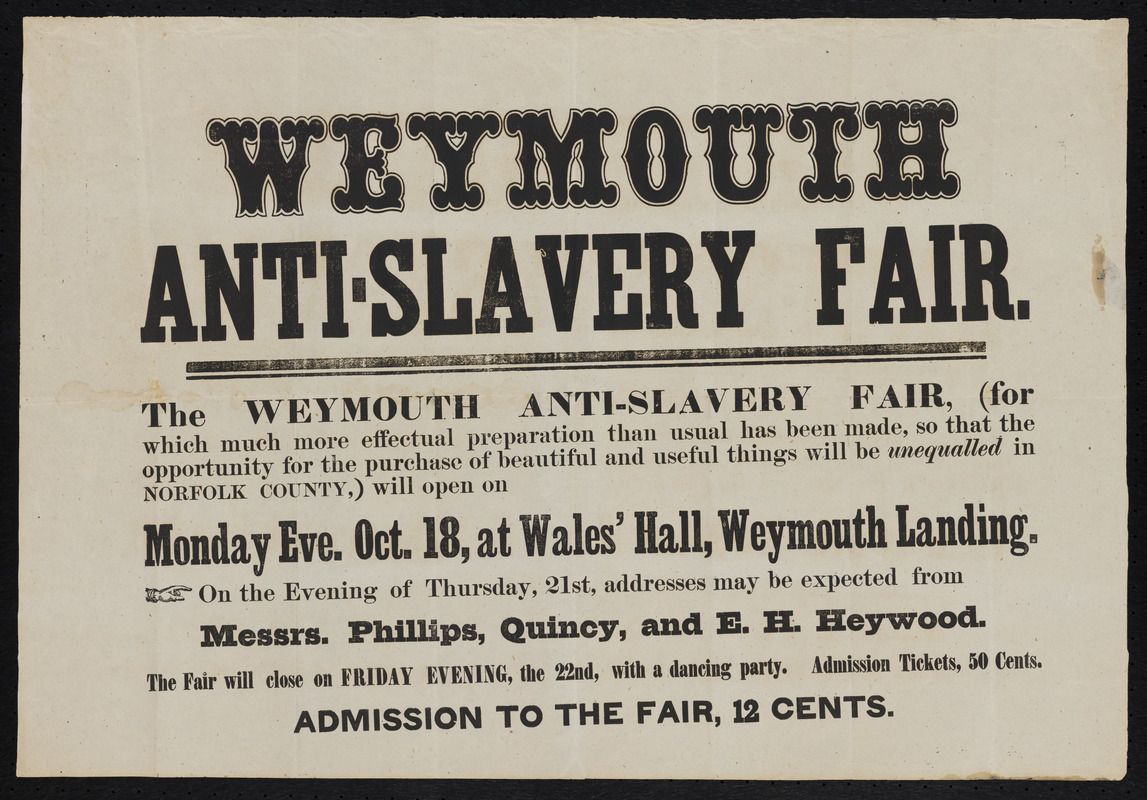 WEYMOUTH
ANTI-SLAVERY FAIR.
The WEYMOUTH ANTI-SLAVERY FAIR, (for
which much more effectual preparation than usual has been made, so that the
opportunity for the purchase of beautiful and useful things will be unequalled in
NORFOLK COUNTY,) will open on
Monday Eve. Oct. 18, at Wales' Hall, Weymouth Landing.
☞ On the Evening of Thursday, 21st, addresses may be expected from
Messrs. Phillips, Quincy, and E. H. Heywood.
The Fair will close on FRIDAY EVENING, the 22nd, with a dancing party. Admission Tickets, 50 Cents.
ADMISSION TO THE FAIR, 12 CENTS.